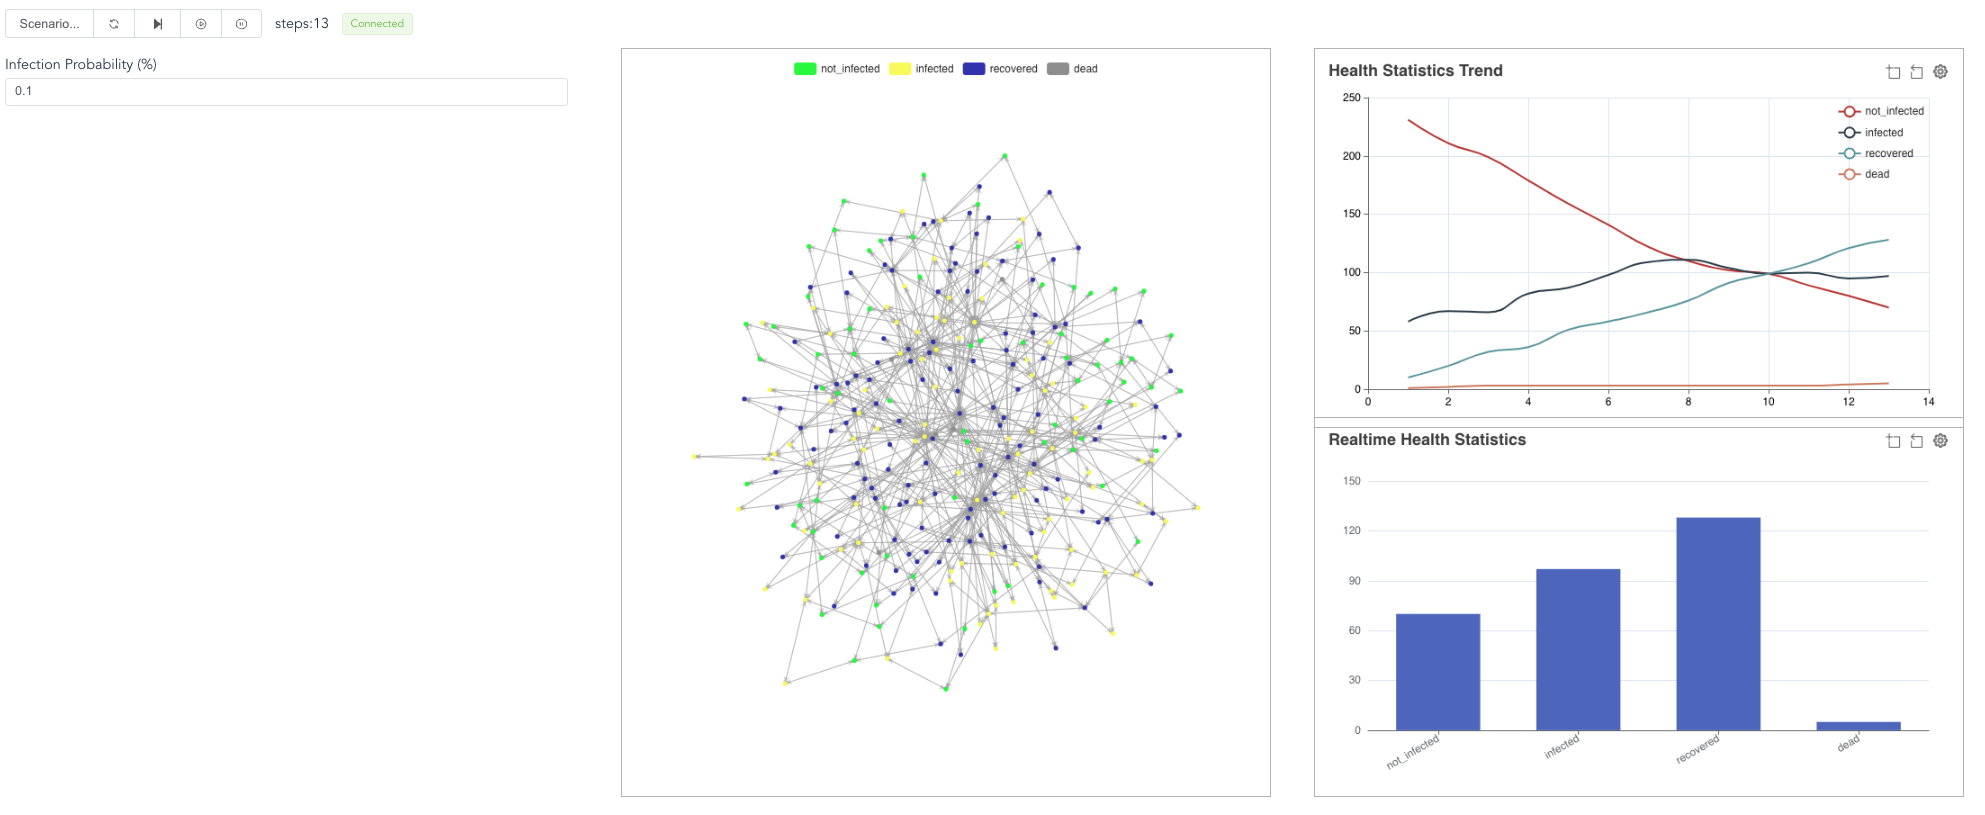 Scenario... steps:13 Connected
Infection Probability (%)
0.1
not_infected infected recovered dead
Health Statistics Trend
250
200
150
100
50
0
0 2 4 6 8 10 12 14
not_infected
infected
recovered
dead
Realtime Health Statistics
150
120
90
60
30
0
not_infected infected recovered dead